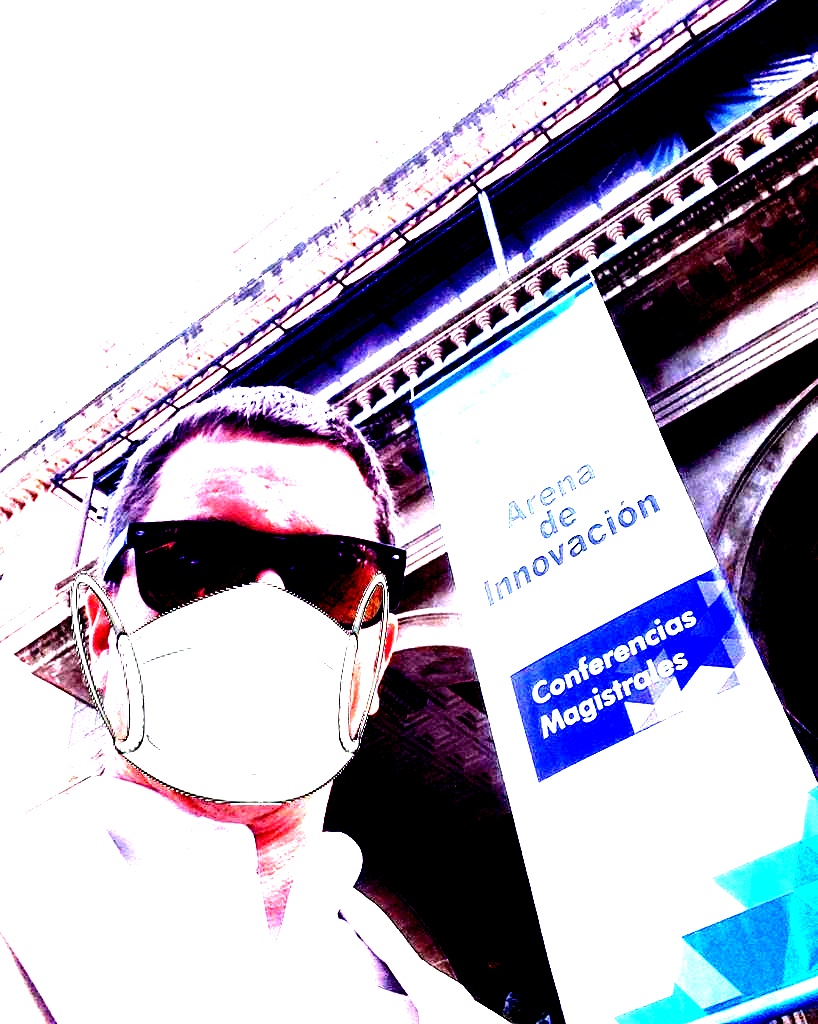 Arena
de
Innovación
Conferencias
Magistrales